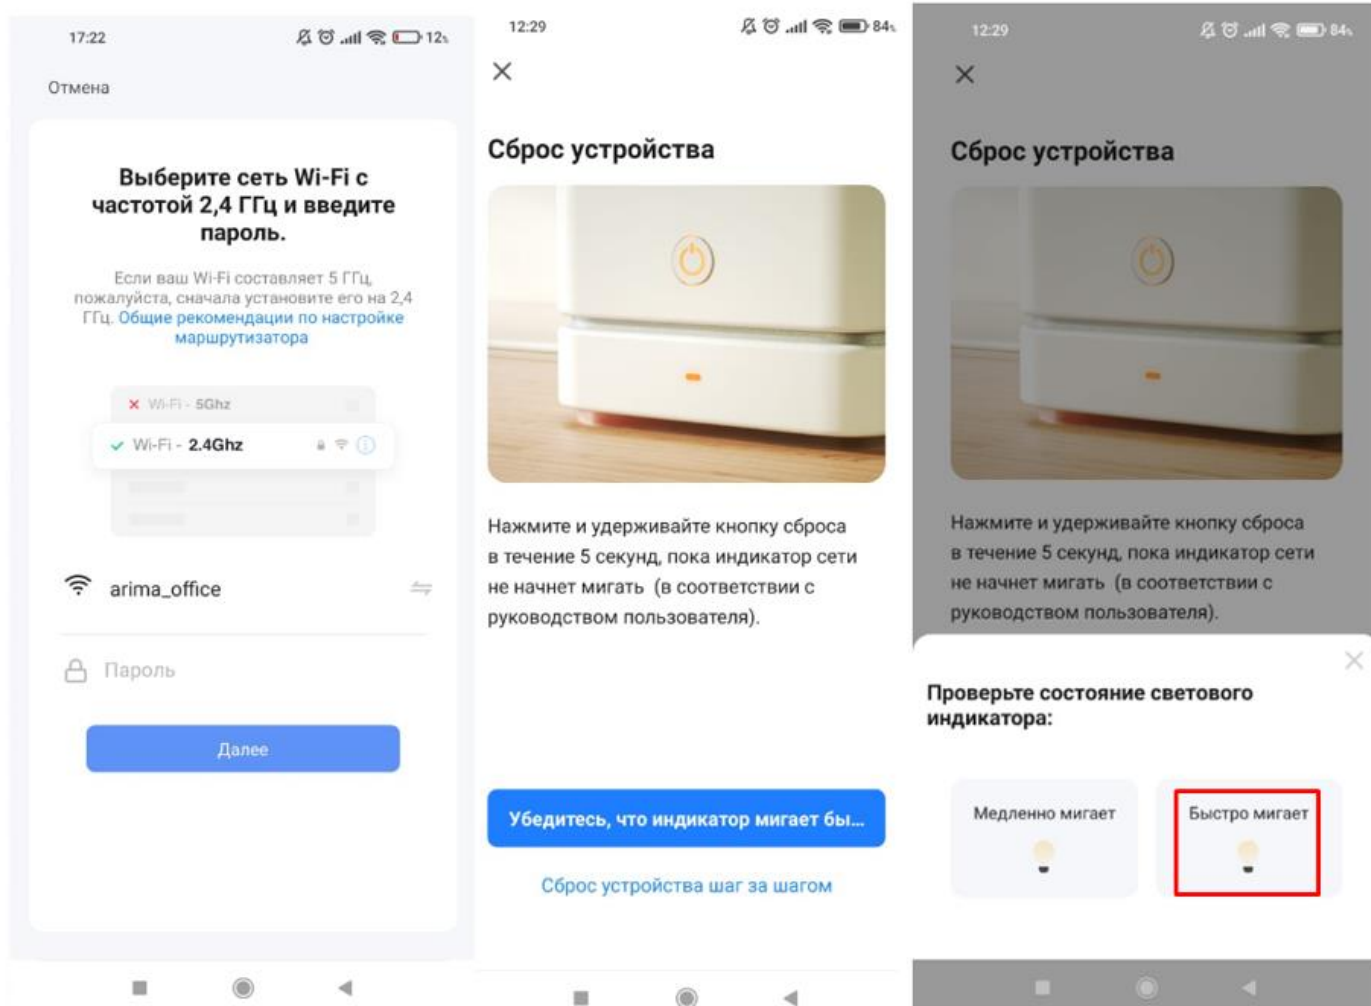 17:22
12%
Отмена
Выберите сеть Wi-Fi с
частотой 2,4 ГГц и введите
пароль.
Если ваш Wi-Fi составляет 5 ГГц,
пожалуйста, сначала установите его на 2,4
ГГц. Общие рекомендации по настройке
маршрутизатора
Wi-Fi - 5Ghz
Wi-Fi - 2.4Ghz
arima_office
Пароль
Далее
12:29
84%
Сброс устройства
Нажмите и удерживайте кнопку сброса
в течение 5 секунд, пока индикатор сети
не начнет мигать (в соответствии с
руководством пользователя).
Убедитесь, что индикатор мигает бы...
Сброс устройства шаг за шагом
12:29
84%
Сброс устройства
Нажмите и удерживайте кнопку сброса
в течение 5 секунд, пока индикатор сети
не начнет мигать (в соответствии с
руководством пользователя).
Проверьте состояние светового
индикатора:
Медленно мигает
Быстро мигает